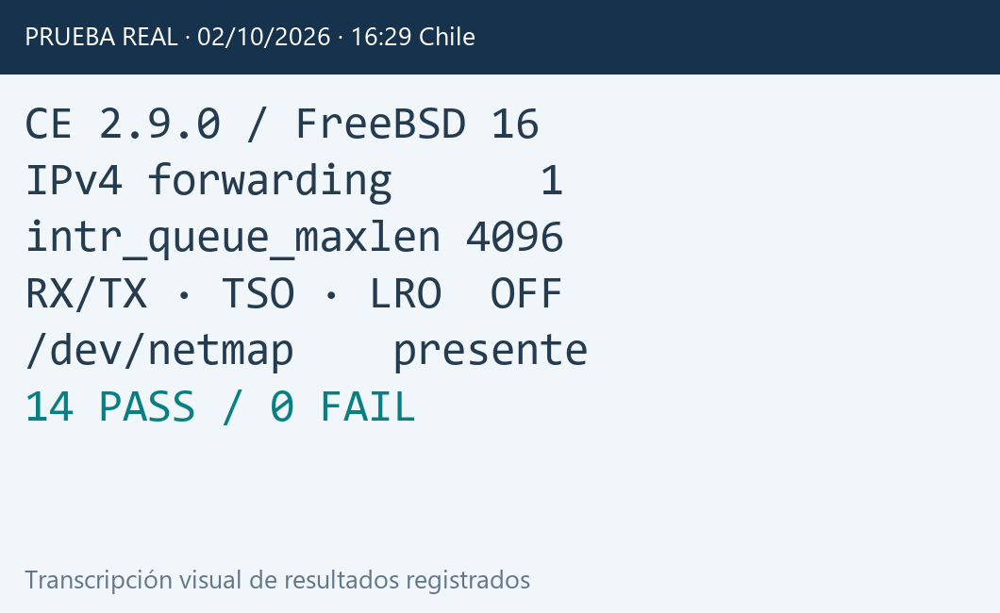 PRUEBA REAL · 02/10/2026 · 16:29 Chile
CE 2.9.0 / FreeBSD 16
IPv4 forwarding      1
intr_queue_maxlen 4096
RX/TX · TSO · LRO  OFF
/dev/netmap    presente
14 PASS / 0 FAIL
Transcripción visual de resultados registrados